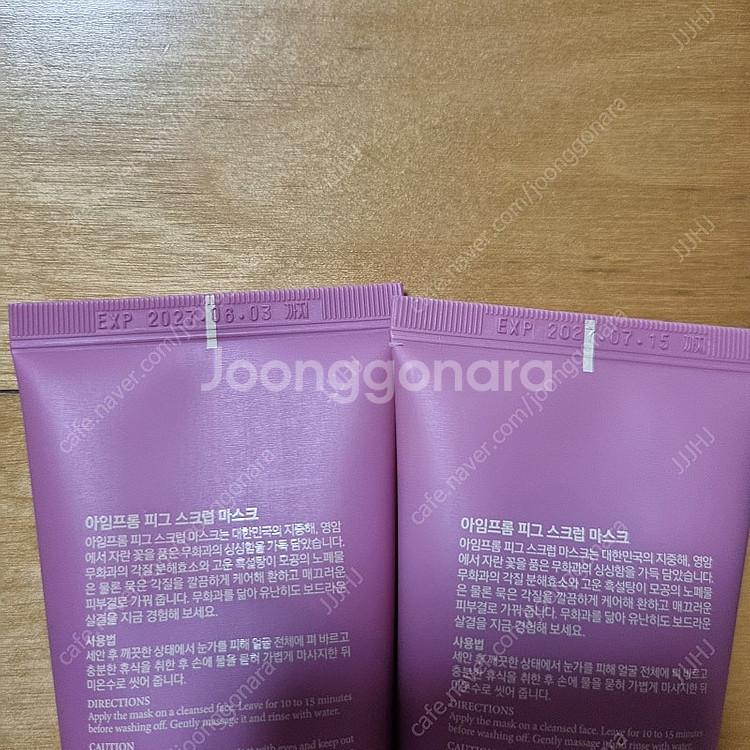 EXP 2027.06.03 까지
EXP 07.15 까지
Joonggonara
아임프롬 피그 스크럽 마스크
아임프롬 피그 스크럽 마스크는 대한민국의 지중해, 영암
에서 자란 꽃을 품은 무화과의 싱싱함을 가득 담았습니다.
무화과의 각질 분해효소와 고운 흑설탕이 모공의 노폐물
은 물론 묵은 각질을 깔끔하게 케어해 환하고 매끄러운
피부결로 가꿔 줍니다. 무화과를 닮아 유난히도 보드라운
살결을 지금 경험해 보세요.
사용법
세안 후 깨끗한 상태에서 눈가를 피해 얼굴 전체에 펴 바르고
충분한 휴식을 취한 후 손에 물을 묻혀 가볍게 마사지한 뒤
미온수로 씻어 줍니다.
DIRECTIONS
Apply the mask on a cleansed face. Leave for 10 to 15 minutes
before washing off. Gently massage it and rinse with water.
CAUTION
contact with eyes and keep out
아임프롬 피그 스크럽 마스크
아임프롬 피그 스크럽 마스크는 대한민국의 지중해, 영암
에서 자란 꽃을 품은 무화과의 싱싱함을 가득 담았습니다.
무화과의 각질 분해효소와 고운 흑설탕이 모공의 노폐물
은 물론 묵은 각질을 깔끔하게 케어해 환하고 매끄러운
피부결로 가꿔 줍니다. 무화과를 닮아 유난히도 보드라운
살결을 지금 경험해 보세요.
사용법
세안 후 깨끗한 상태에서 눈가를 피해 얼굴 전체에 펴 바르고
충분한 휴식을 취한 후 손에 물을 묻혀 가볍게 마사지한 뒤
미온수로 씻어 줍니다.
DIRECTIONS
Apply the mask on a cleansed face. Leave for 10 to 15 minutes
before washing off. Gently massage it and rinse with water.
CAUTION
cafe.naver.com/joonggonara
JJJHJ